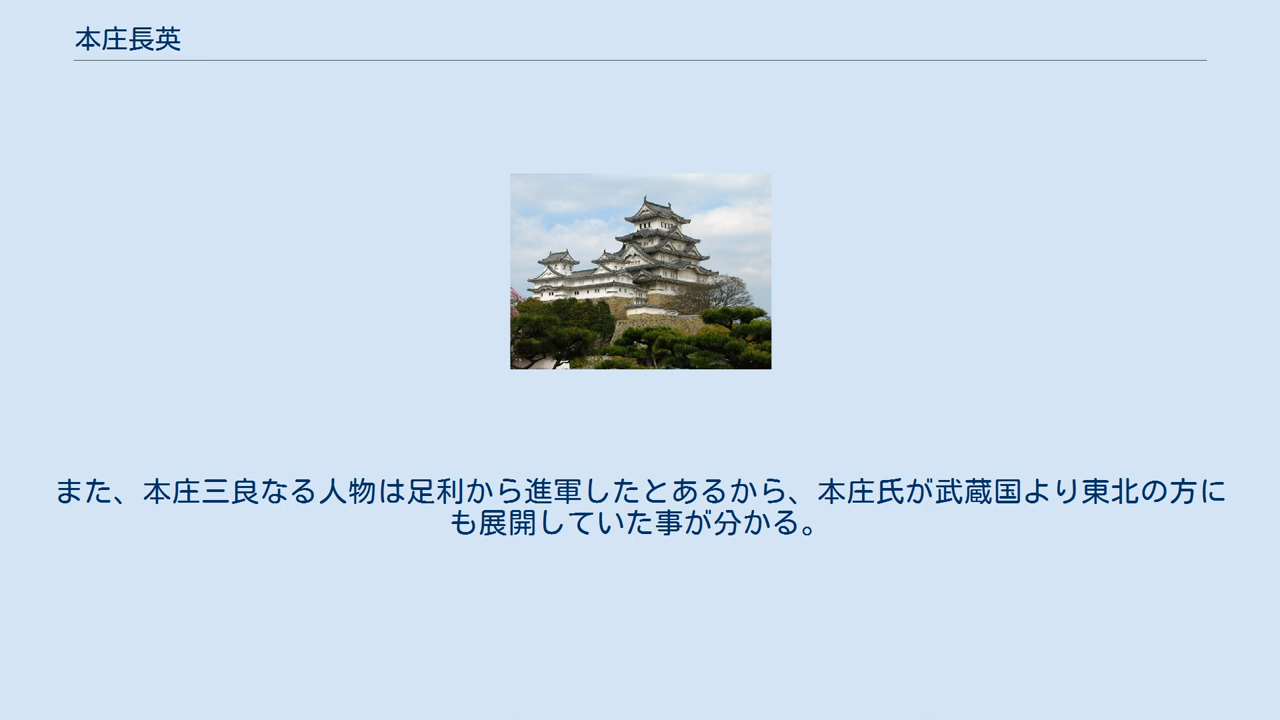 本庄長英
また、本庄三良なる人物は足利から進軍したとあるから、本庄氏が武蔵国より東北の方に
も展開していた事が分かる。